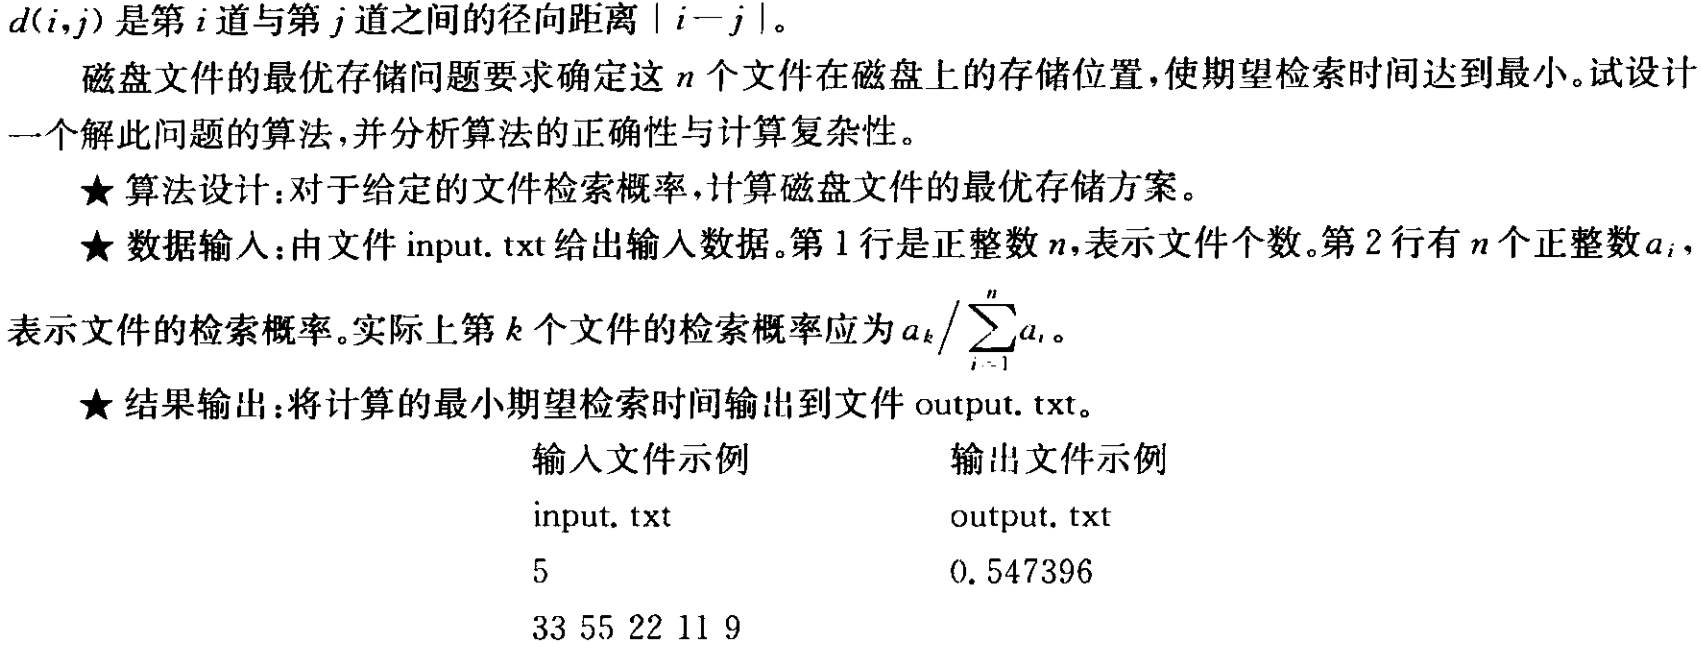 d(i,j) 是第 i 道与第 j 道之间的径向距离 | i－j |。
磁盘文件的最优存储问题要求确定这 n 个文件在磁盘上的存储位置,使期望检索时间达到最小。试设计
一个解此问题的算法,并分析算法的正确性与计算复杂性。
★ 算法设计:对于给定的文件检索概率,计算磁盘文件的最优存储方案。
★ 数据输入:由文件 input. txt 给出输入数据。第 1 行是正整数 n,表示文件个数。第 2 行有 n 个正整数 aᵢ,
表示文件的检索概率。实际上第 k 个文件的检索概率应为 aₖ/∑ⁿᵢ₌₁aᵢ。
★ 结果输出:将计算的最小期望检索时间输出到文件 output. txt。
输入文件示例 输出文件示例
input. txt output. txt
5 0. 547396
33 55 22 11 9